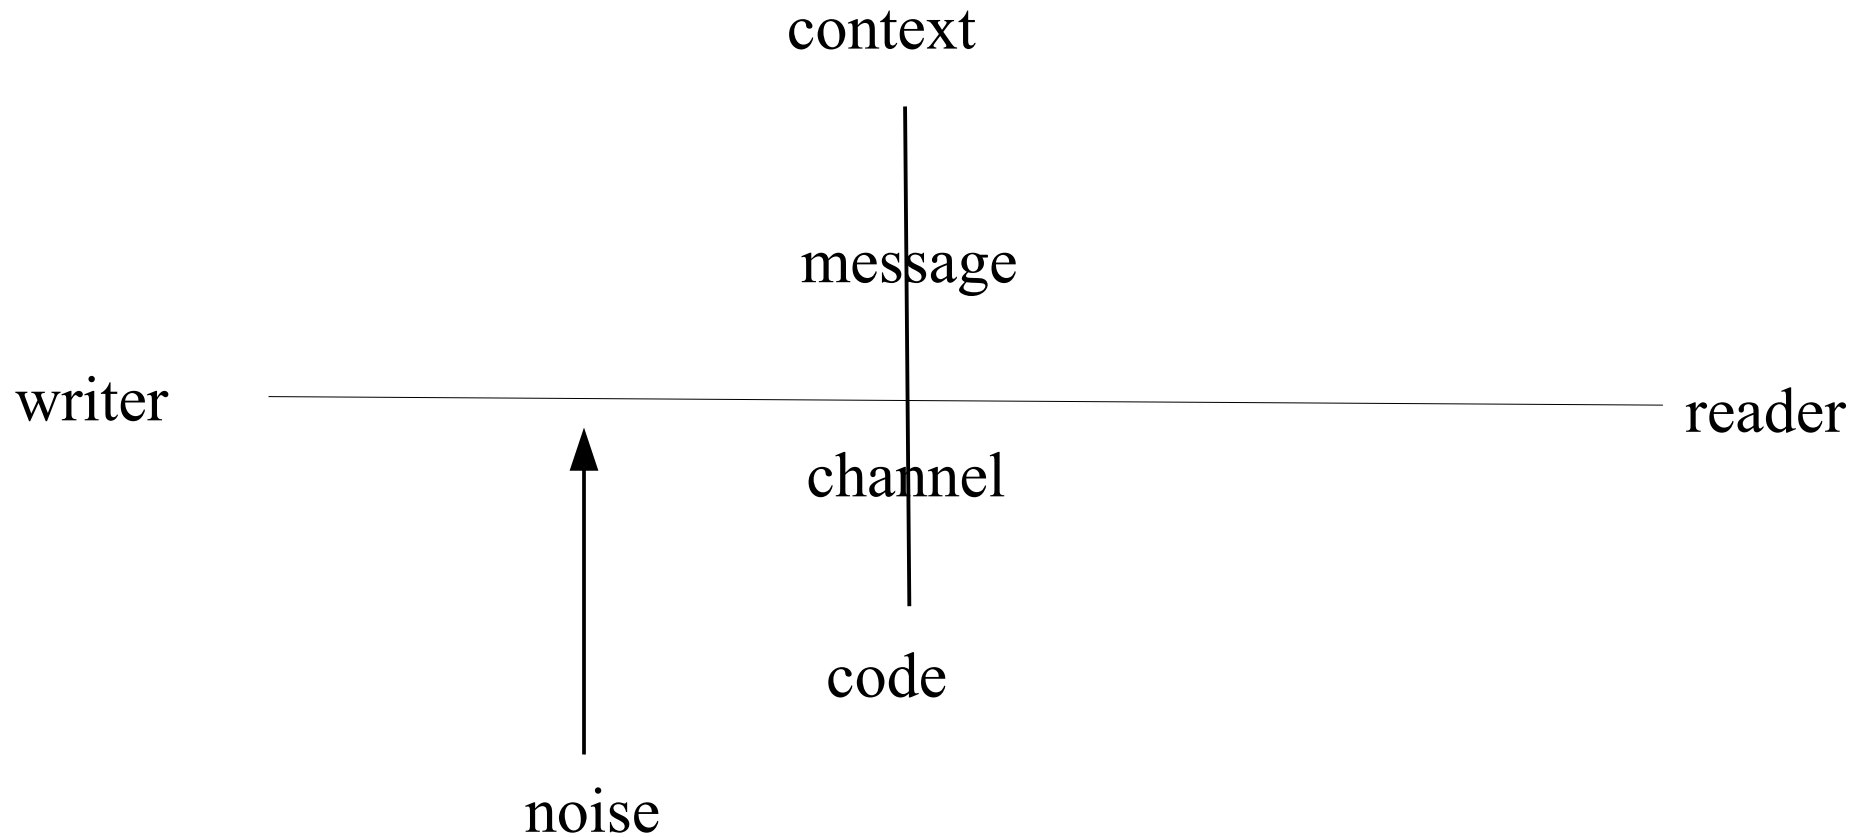 context
message
writer
reader
channel
code
noise